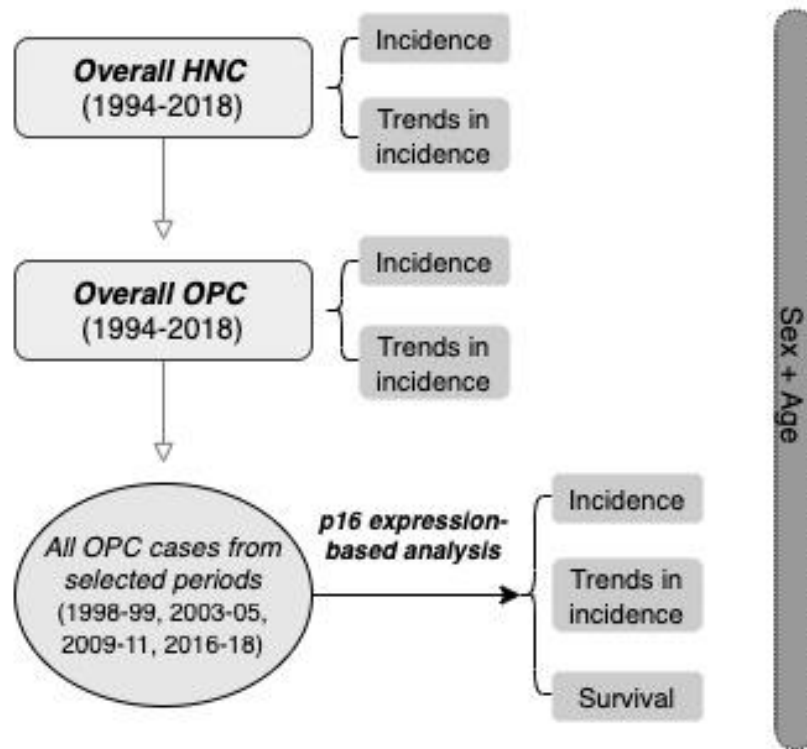 Overall HNC
(1994-2018)
Incidence
Trends in
incidence
Overall OPC
(1994-2018)
Incidence
Trends in
incidence
All OPC cases from
selected periods
(1998-99, 2003-05,
2009-11, 2016-18)
p16 expression-
based analysis
Incidence
Trends in
incidence
Survival
Sex + Age